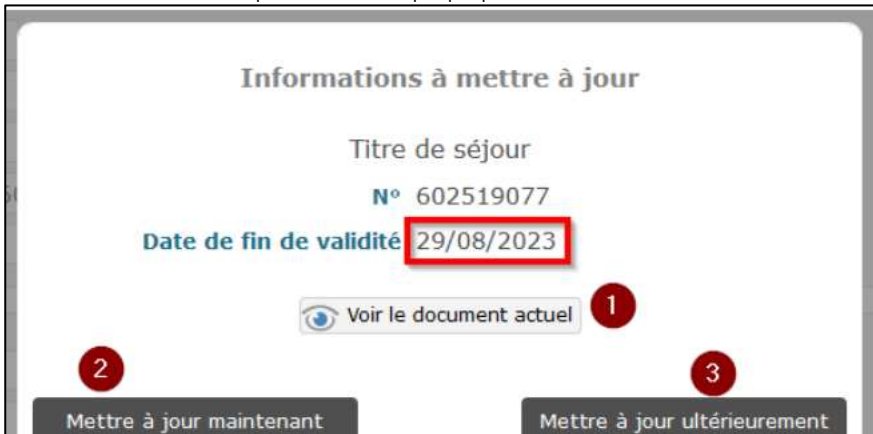 Informations à mettre à jour
Titre de séjour
N° 602519077
Date de fin de validité 29/08/2023
Voir le document actuel 1
2
3
Mettre à jour maintenant
Mettre à jour ultérieurement